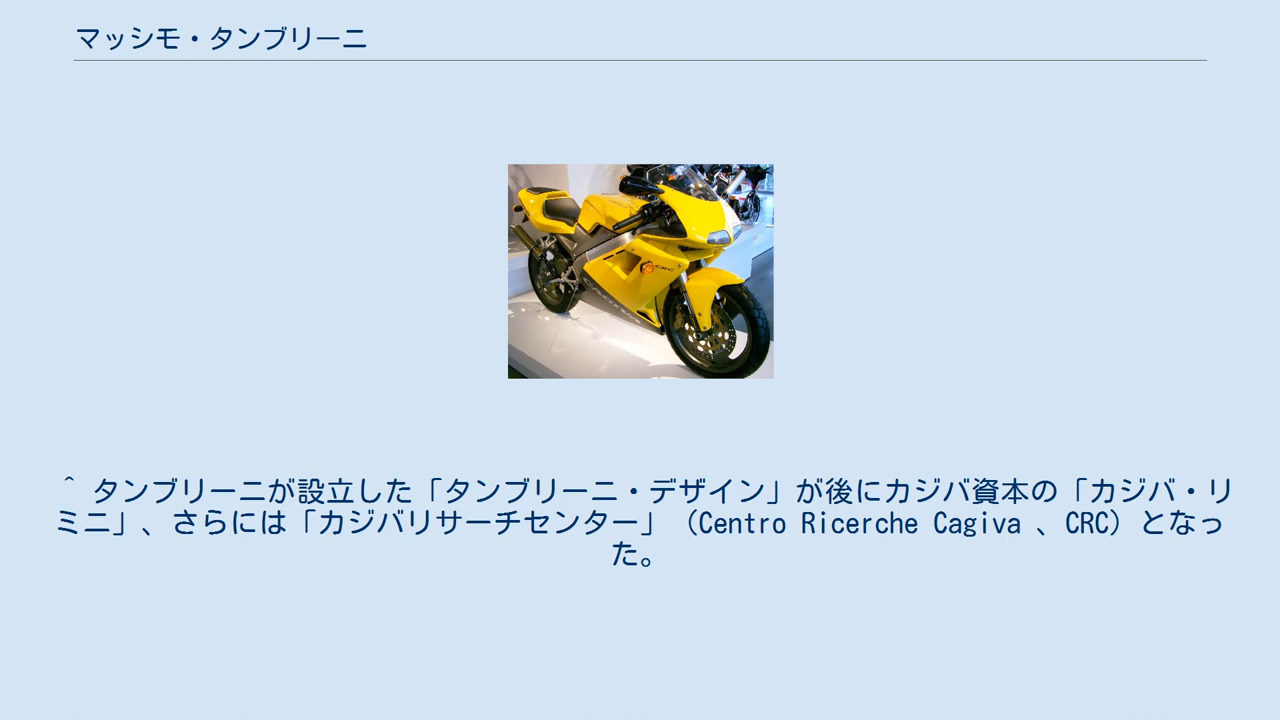 マッシモ・タンブリーニ
CRC
^ タンブリーニが設立した「タンブリーニ・デザイン」が後にカジバ資本の「カジバ・リ
ミニ」、さらには「カジバリサーチセンター」（Centro Ricerche Cagiva 、CRC）となっ
た。